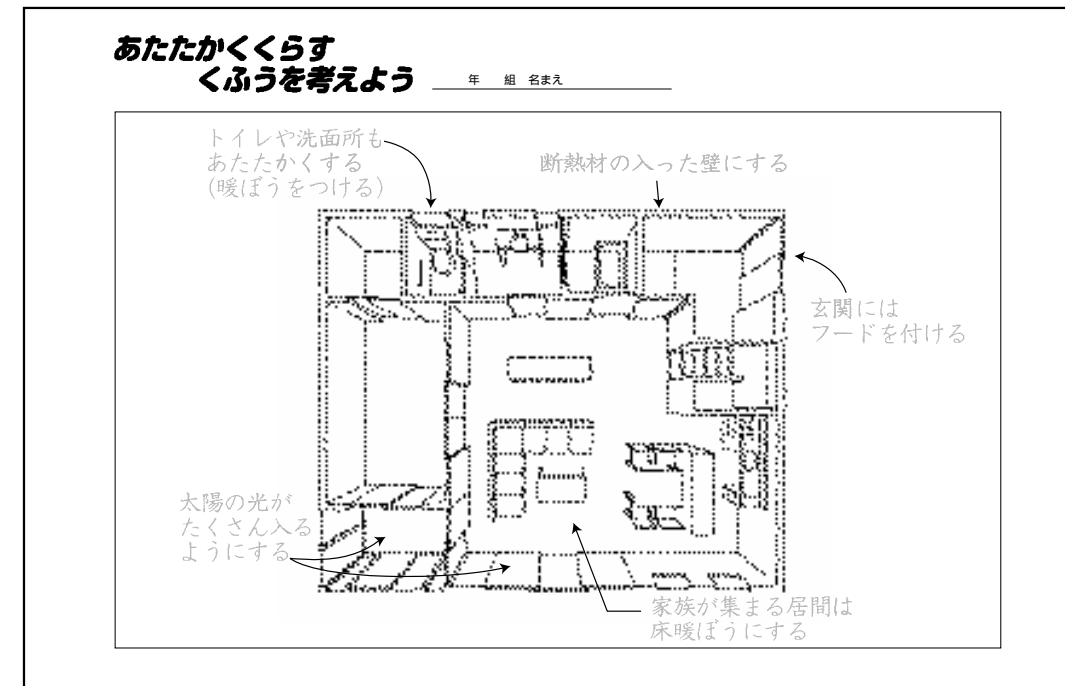 あたたかくくらす
くふうを考えよう
年 組 名まえ
トイレや洗面所も
あたたかくする
(暖ぼうをつける)
断熱材の入った壁にする
玄関には
フードを付ける
太陽の光が
たくさん入る
ようにする
家族が集まる居間は
床暖ぼうにする